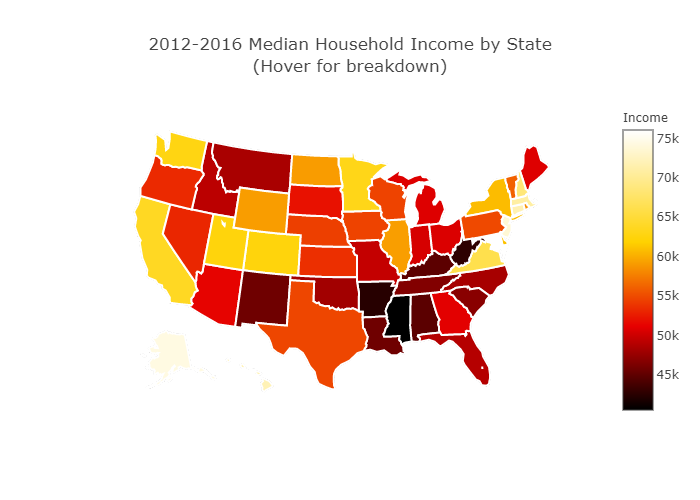 2012-2016 Median Household Income by State
(Hover for breakdown)
Income
75k
70k
65k
60k
55k
50k
45k